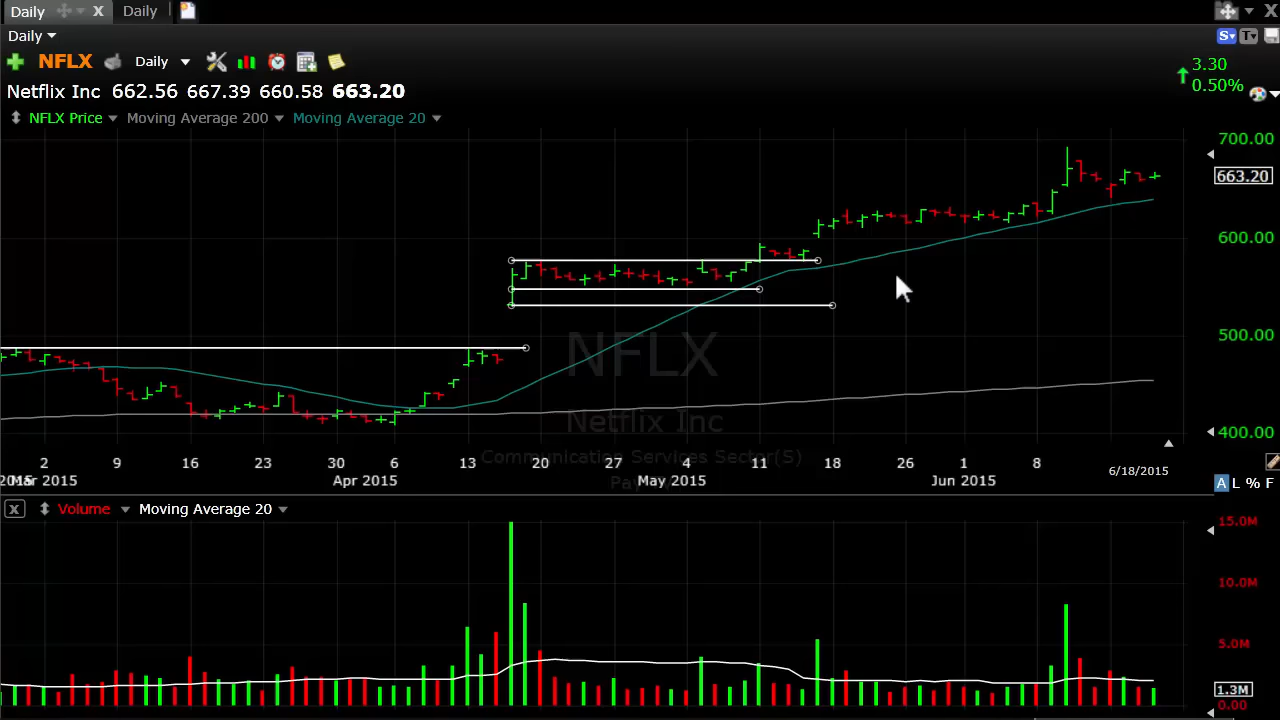 Daily X Daily
Daily
NFLX Daily
Netflix Inc 662.56 667.39 660.58 663.20
3.30
0.50%
S T
NFLX Price Moving Average 200 Moving Average 20
700.00
663.20
600.00
500.00
400.00
NFLX
Netflix Inc
Communication Services Sector(S)
2 9 16 23 30 6 13 20 27 4 11 18 26 1 8
Mar 2015 Apr 2015 May 2015 Jun 2015 6/18/2015
A L % F
X Volume Moving Average 20
15.0M
10.0M
5.0M
1.3M
0.00